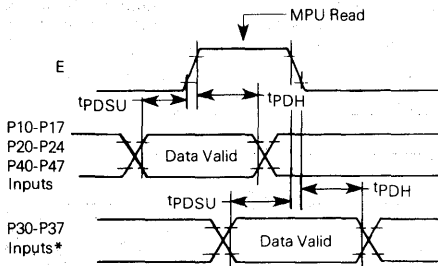 MPU Read
E
tPDSU
tPDH
P10-P17
P20-P24
P40-P47
Inputs
Data Valid
tPDSU
tPDH
P30-P37
Inputs*
Data Valid